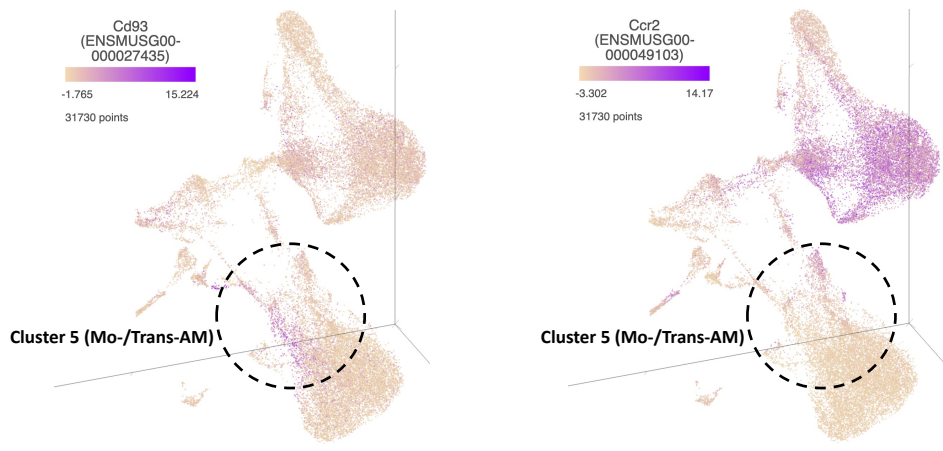 Cd93
(ENSMUSG00-
000027435)
-1.765 15.224
31730 points
Cluster 5 (Mo-/Trans-AM)
Ccr2
(ENSMUSG00-
000049103)
-3.302 14.17
31730 points
Cluster 5 (Mo-/Trans-AM)